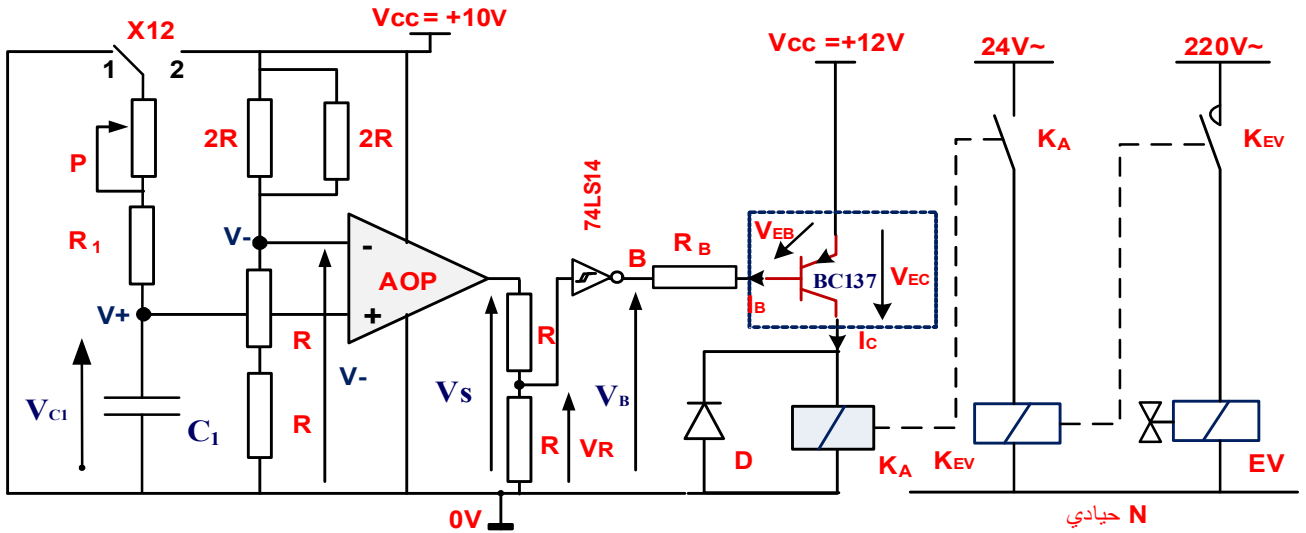 X12
1
2
Vcc = +10V
2R
2R
P
R1
V-
V+
R
R
V-
VC1
C1
-
+
AOP
Vs
R
R
VR
74LS14
B
VB
RB
IB
Vcc =+12V
VEB
BC137
VEC
IC
D
KA
0V
24V~
KA
KEV
220V~
KEV
EV
حيادي N